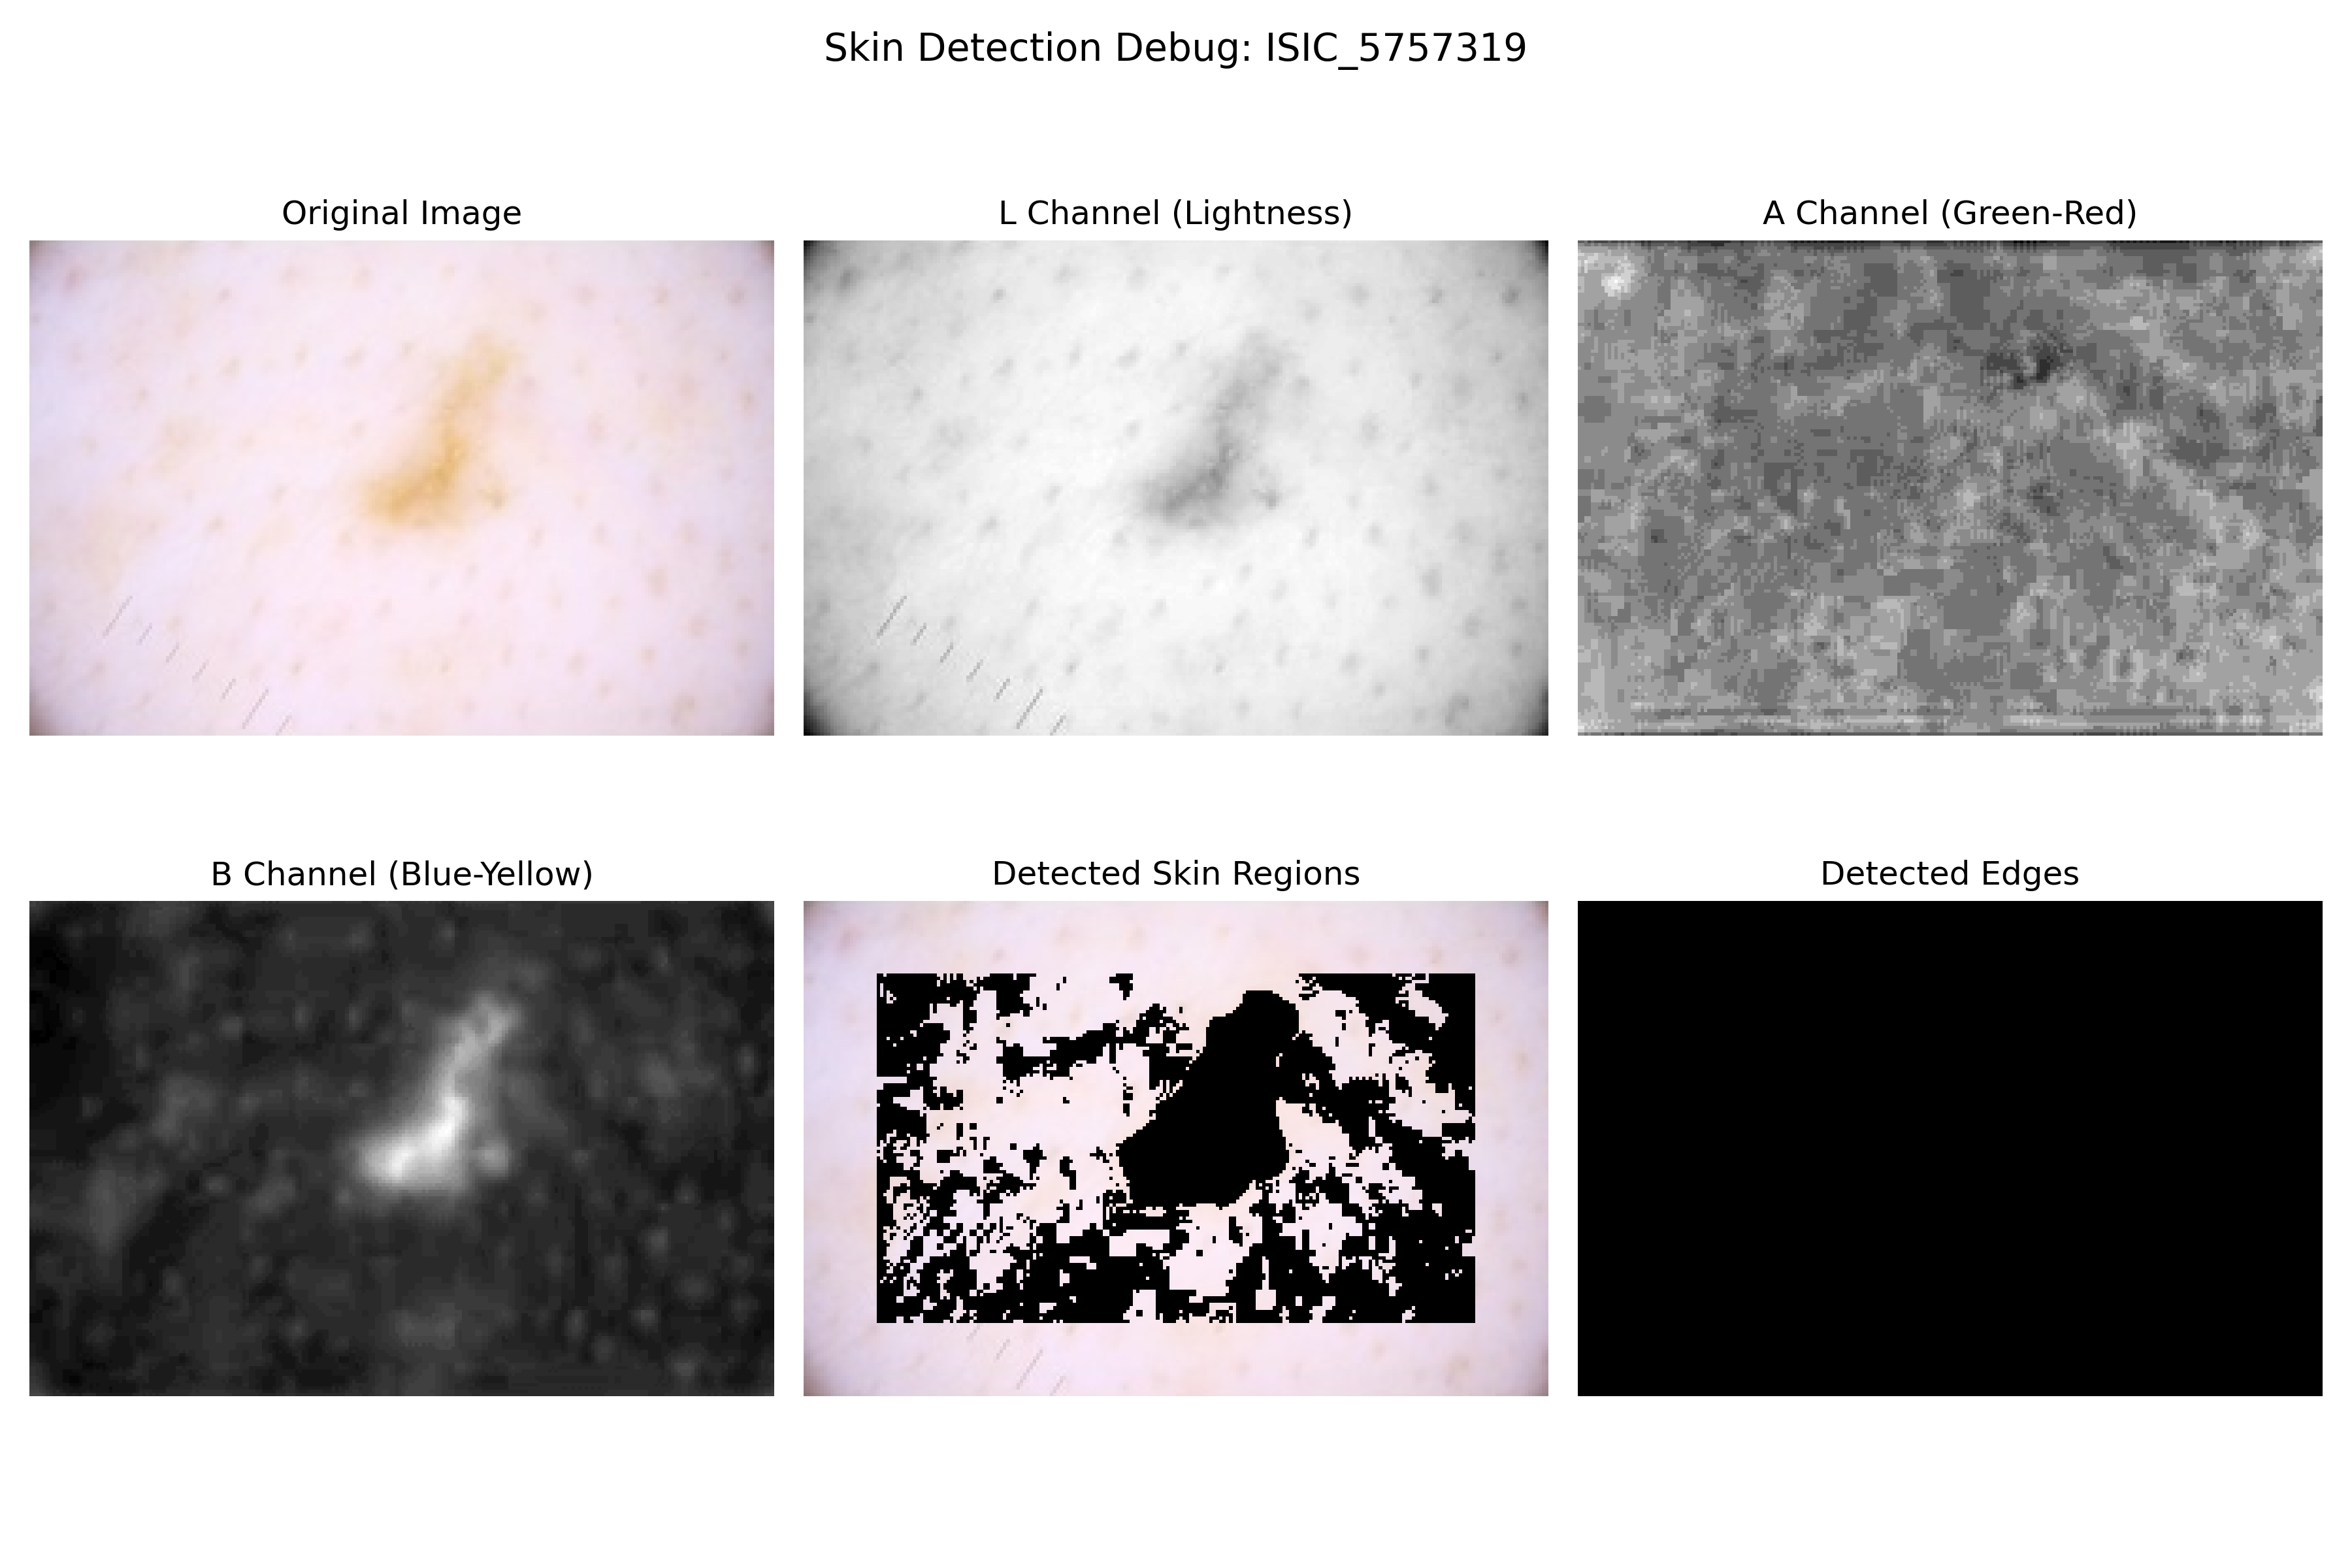 Skin Detection Debug: ISIC_5757319
Original Image
L Channel (Lightness)
A Channel (Green-Red)
B Channel (Blue-Yellow)
Detected Skin Regions
Detected Edges